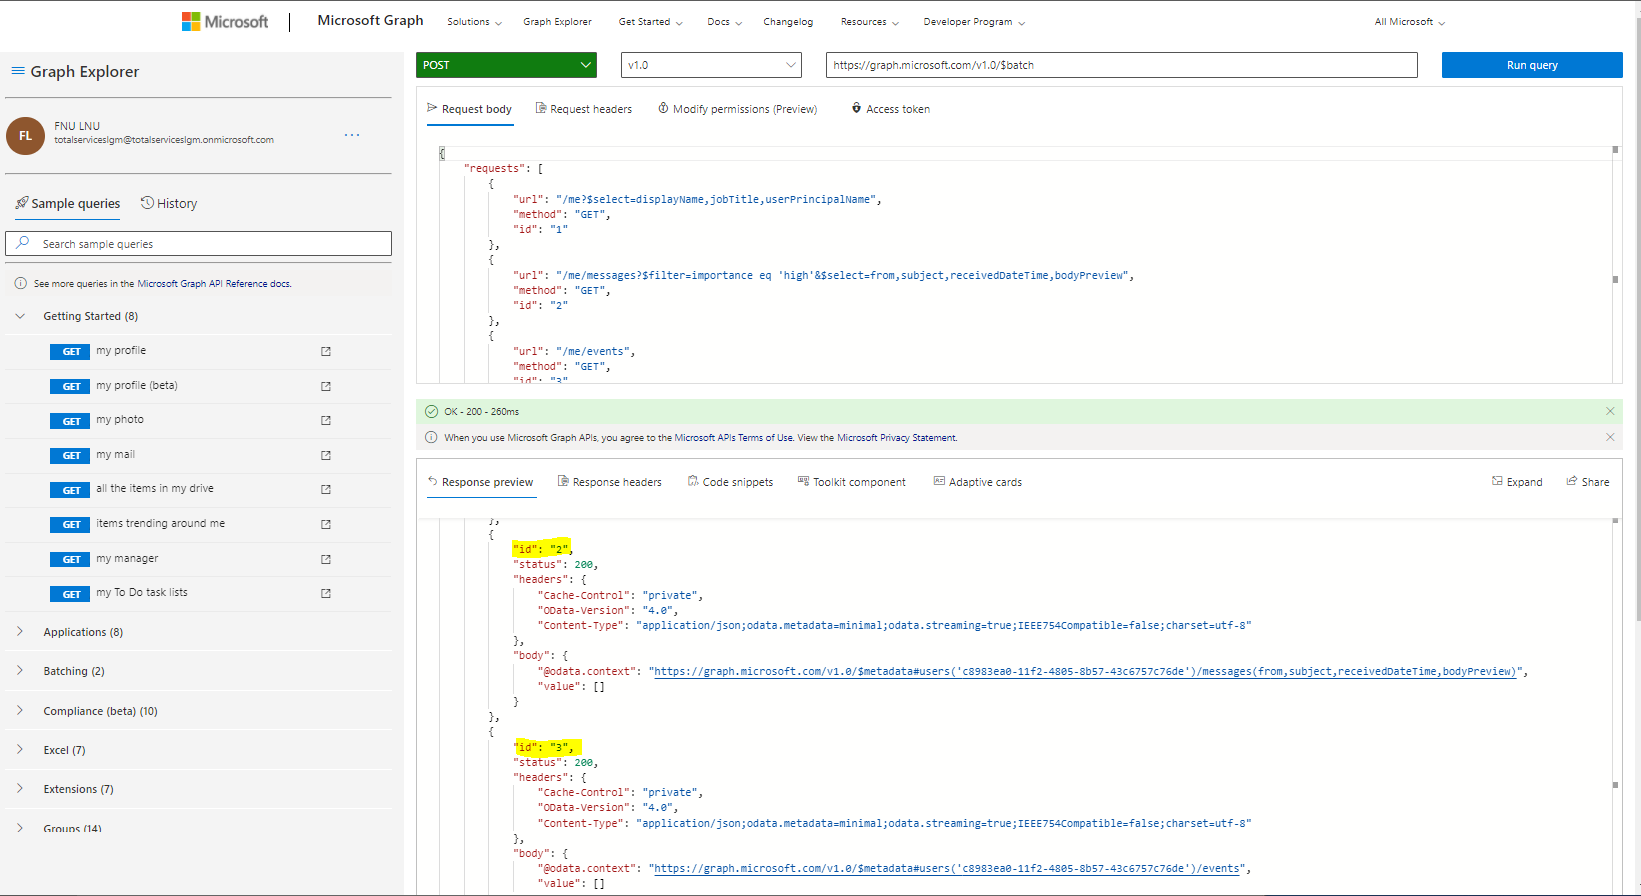 Microsoft
Microsoft Graph
Solutions
Graph Explorer
Get Started
Docs
Changelog
Resources
Developer Program
All Microsoft
Graph Explorer
FL
FNU LNU
totalserviceslgm@totalserviceslgm.onmicrosoft.com
...
Sample queries
History
Search sample queries
See more queries in the Microsoft Graph API Reference docs.
Getting Started (8)
GET my profile
GET my profile (beta)
GET my photo
GET my mail
GET all the items in my drive
GET items trending around me
GET my manager
GET my To Do task lists
Applications (8)
Batching (2)
Compliance (beta) (10)
Excel (7)
Extensions (7)
Groups (14)
POST
v1.0
https://graph.microsoft.com/v1.0/$batch
Run query
Request body
Request headers
Modify permissions (Preview)
Access token
{
"requests": [
{
"url": "/me?$select=displayName,jobTitle,userPrincipalName",
"method": "GET",
"id": "1"
},
{
"url": "/me/messages?$filter=importance eq 'high'&$select=from,subject,receivedDateTime,bodyPreview",
"method": "GET",
"id": "2"
},
{
"url": "/me/events",
"method": "GET",
"id": "3"
OK - 200 - 260ms
When you use Microsoft Graph APIs, you agree to the Microsoft APIs Terms of Use. View the Microsoft Privacy Statement.
Response preview
Response headers
Code snippets
Toolkit component
Adaptive cards
Expand
Share
},
{
"id": "2",
"status": 200,
"headers": {
"Cache-Control": "private",
"OData-Version": "4.0",
"Content-Type": "application/json;odata.metadata=minimal;odata.streaming=true;IEEE754Compatible=false;charset=utf-8"
},
"body": {
"@odata.context": "https://graph.microsoft.com/v1.0/$metadata#users('c8983ea0-11f2-4805-8b57-43c6757c76de')/messages(from,subject,receivedDateTime,bodyPreview)",
"value": []
}
},
{
"id": "3",
"status": 200,
"headers": {
"Cache-Control": "private",
"OData-Version": "4.0",
"Content-Type": "application/json;odata.metadata=minimal;odata.streaming=true;IEEE754Compatible=false;charset=utf-8"
},
"body": {
"@odata.context": "https://graph.microsoft.com/v1.0/$metadata#users('c8983ea0-11f2-4805-8b57-43c6757c76de')/events",
"value": []